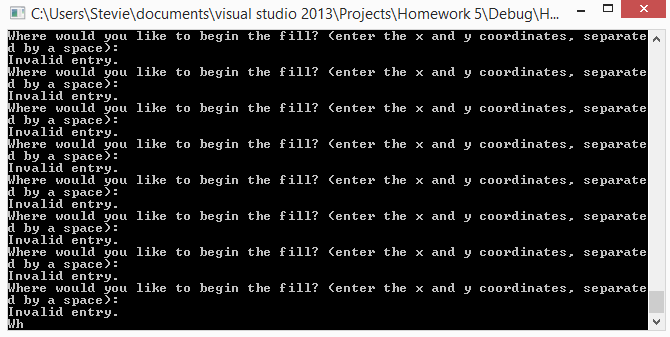 C:\Users\Stevie\documents\visual studio 2013\Projects\Homework 5\Debug\H...
Where would you like to begin the fill? (enter the x and y coordinates, separate
d by a space):
Invalid entry.
Where would you like to begin the fill? (enter the x and y coordinates, separate
d by a space):
Invalid entry.
Where would you like to begin the fill? (enter the x and y coordinates, separate
d by a space):
Invalid entry.
Where would you like to begin the fill? (enter the x and y coordinates, separate
d by a space):
Invalid entry.
Where would you like to begin the fill? (enter the x and y coordinates, separate
d by a space):
Invalid entry.
Where would you like to begin the fill? (enter the x and y coordinates, separate
d by a space):
Invalid entry.
Where would you like to begin the fill? (enter the x and y coordinates, separate
d by a space):
Invalid entry.
Where would you like to begin the fill? (enter the x and y coordinates, separate
d by a space):
Invalid entry.
Wh